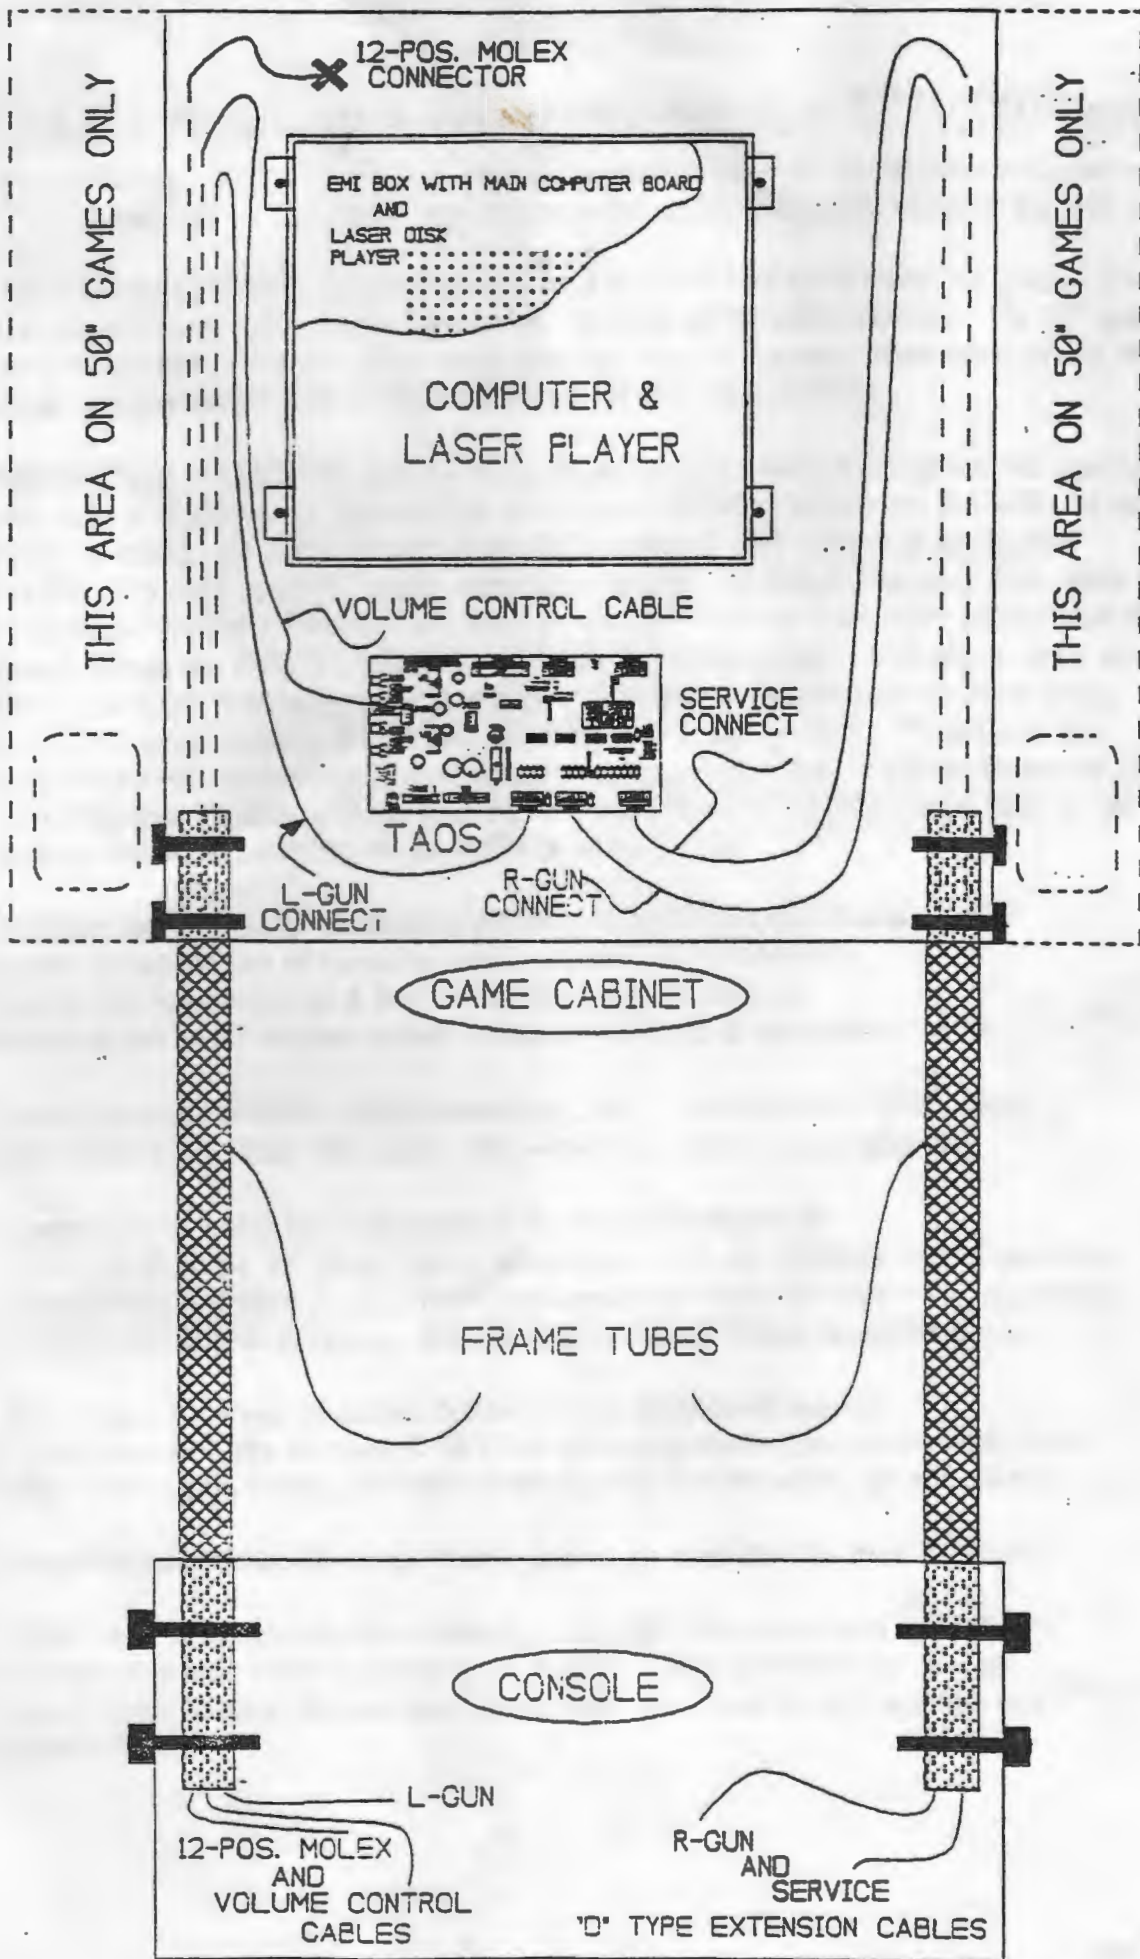 12-POS. MOLEX
CONNECTOR
THIS AREA ON 50" GAMES ONLY
THIS AREA ON 50" GAMES ONLY
EMI BOX WITH MAIN COMPUTER BOARD
AND
LASER DISK
PLAYER
COMPUTER &
LASER PLAYER
VOLUME CONTROL CABLE
SERVICE
CONNECT
TAOS
L-GUN
CONNECT
R-GUN
CONNECT
GAME CABINET
FRAME TUBES
CONSOLE
L-GUN
12-POS. MOLEX
AND
VOLUME CONTROL
CABLES
R-GUN
AND
SERVICE
"D" TYPE EXTENSION CABLES